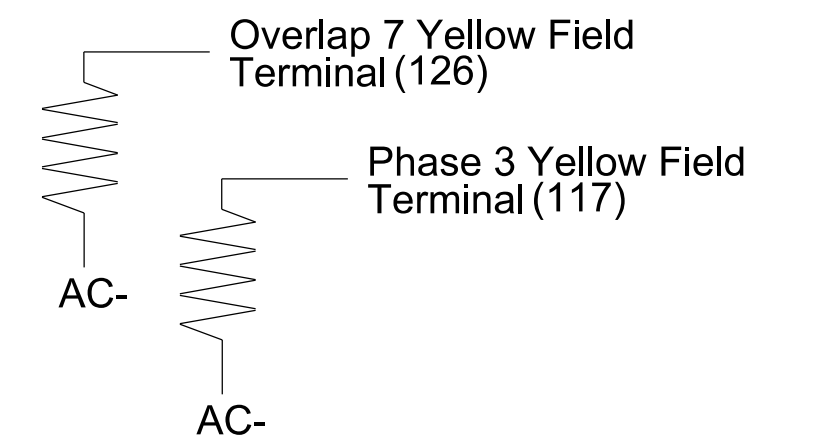 Overlap 7 Yellow Field
Terminal (126)
Phase 3 Yellow Field
Terminal (117)
AC-
AC-